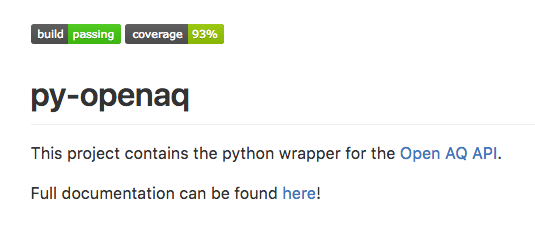 build passing coverage 93%
py-openaq
This project contains the python wrapper for the Open AQ API.
Full documentation can be found here!